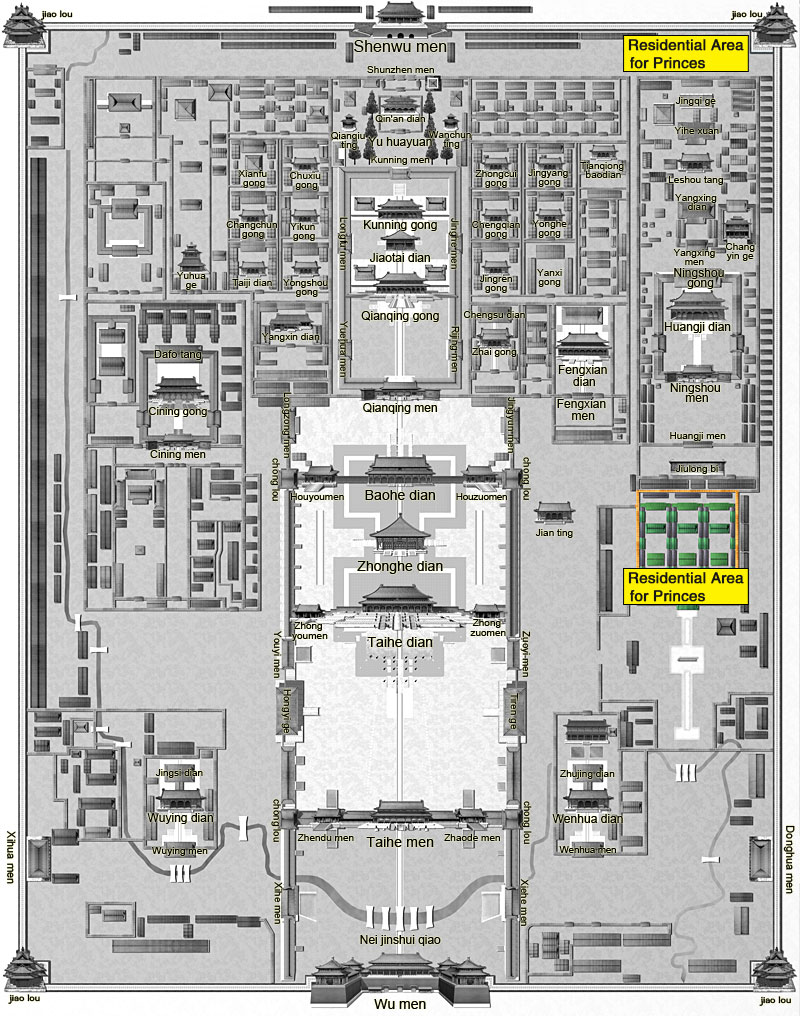 jiao lou
jiao lou
Shenwu men
Residential Area
for Princes
Shunzhen men
Qin'an dian
Qianqiu
ting
Wanchun
ting
Yu huayuan
Kunning men
Jingqi ge
Yihe xuan
Leshou tang
Yangxing
dian
Yangxing
men
Chang
yin ge
Xianfu
gong
Chuxiu
gong
Zhongcui
gong
Jingyang
gong
Tianqiong
baodian
Changchun
gong
Yikun
gong
Kunning gong
Chengqian
gong
Yonghe
gong
Jiaotai dian
Yuhua
ge
Taiji dian
Yongshou
gong
Jingren
gong
Yanxi
gong
Ningshou
gong
Huangji dian
Qianqing gong
Chengsu dian
Yangxin dian
Zhai gong
Dafo tang
Fengxian
dian
Cining gong
Ningshou
men
Fengxian
men
Qianqing men
Huangji men
Cining men
Longzong men
Jingyun men
chong lou
chong lou
Jiulong bi
Houyoumen
Baohe dian
Houzuomen
Jian ting
Zhonghe dian
Residential Area
for Princes
Zhong
youmen
Taihe dian
Zhong
zuomen
Youyi men
Zuoyi men
Hongyi ge
Tiren ge
Jingsi dian
Zhujing dian
Wuying dian
Wenhua dian
chong lou
chong lou
Zhendu men
Taihe men
Zhaode men
Wuying men
Wenhua men
Xihua men
Donghua men
Xihe men
Xiehe men
Nei jinshui qiao
jiao lou
Wu men
jiao lou